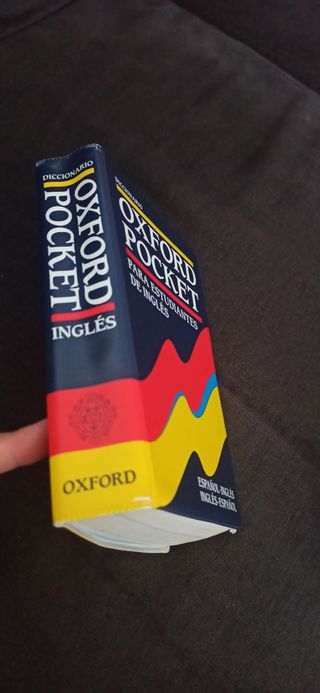 DICCIONARIO
OXFORD
POCKET
INGLÉS
OXFORD
DICCIONARIO
OXFORD
POCKET
PARA ESTUDIANTES
DE INGLÉS
ESPAÑOL-INGLÉS
INGLÉS-ESPAÑOL